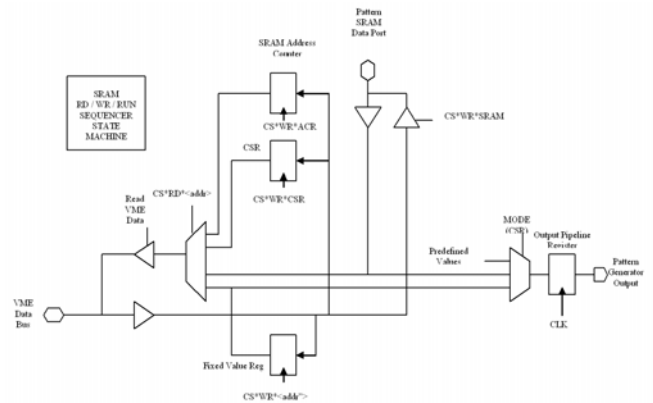 Pattern
SRAM
Data Port
SRAM Address
Counter
SRAM
RD / WR / RUN
SEQUENCER
STATE
MACHINE
CS*WR*ACR
CS*WR*SRAM
CSR
CS*RD*<addr>
CS*WR*CSR
Read
VME
Data
MODE
(CSR)
Output Pipeline
Register
Predefined
Values
Pattern
Generator
Output
VME
Data
Bus
CLK
Fixed Value Reg
CS*WR*<addr">